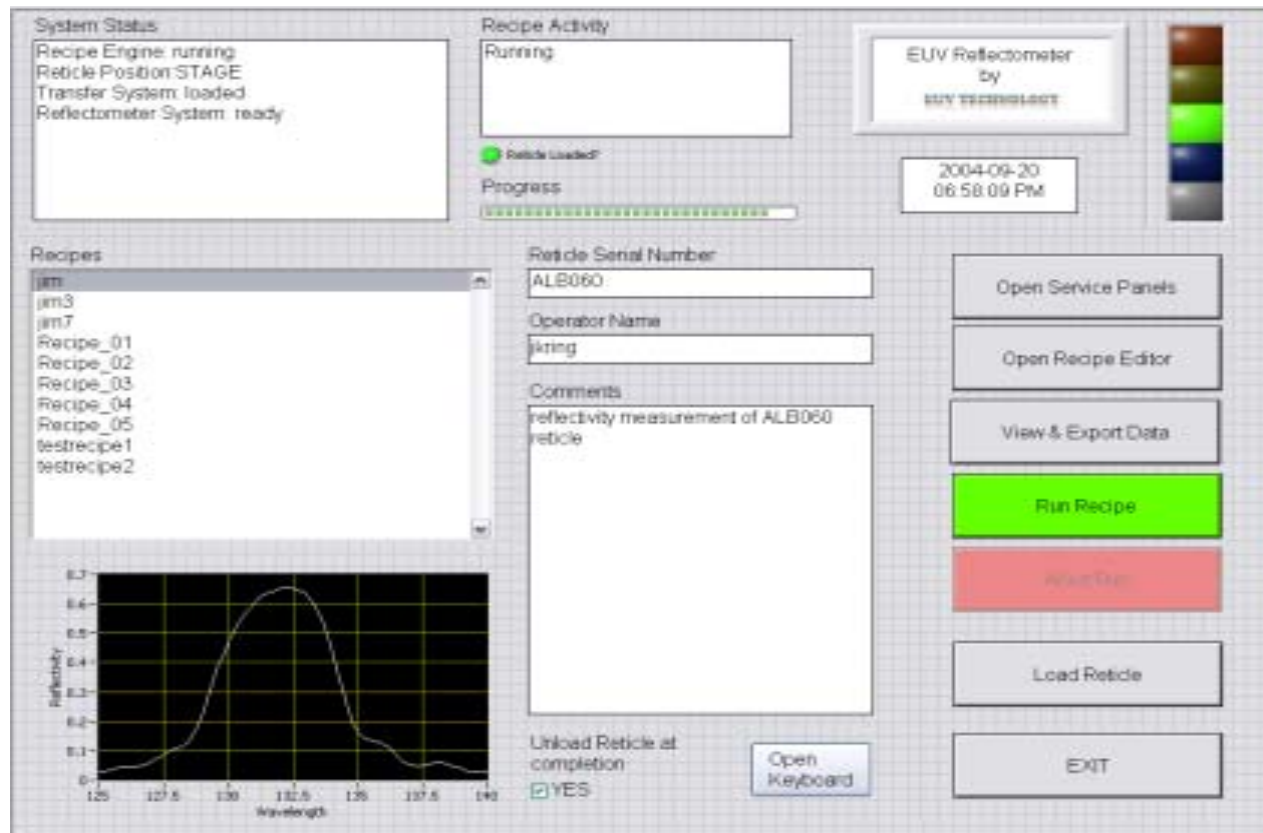 System Status
Recipe Engine: running
Reticle Position:STAGE
Transfer System: loaded
Reflectometer System: ready
Recipe Activity
Running
Reticle Loaded?
Progress
EUV Reflectometer
by
EUV TECHNOLOGY
2004-09-20
06:58:09 PM
Recipes
jim
jim3
jim7
Recipe_01
Recipe_02
Recipe_03
Recipe_04
Recipe_05
testrecipe1
testrecipe2
Reticle Serial Number
ALB060
Operator Name
jkring
Comments
reflectivity measurement of ALB060
reticle
Unload Reticle at
completion
YES
Open
Keyboard
Open Service Panels
Open Recipe Editor
View & Export Data
Run Recipe
Load Reticle
EXIT
0.7
0.6
0.5
0.4
0.3
0.2
0.1
0
Reflectivity
125 127.5 130 132.5 135 137.5 140
Wavelength